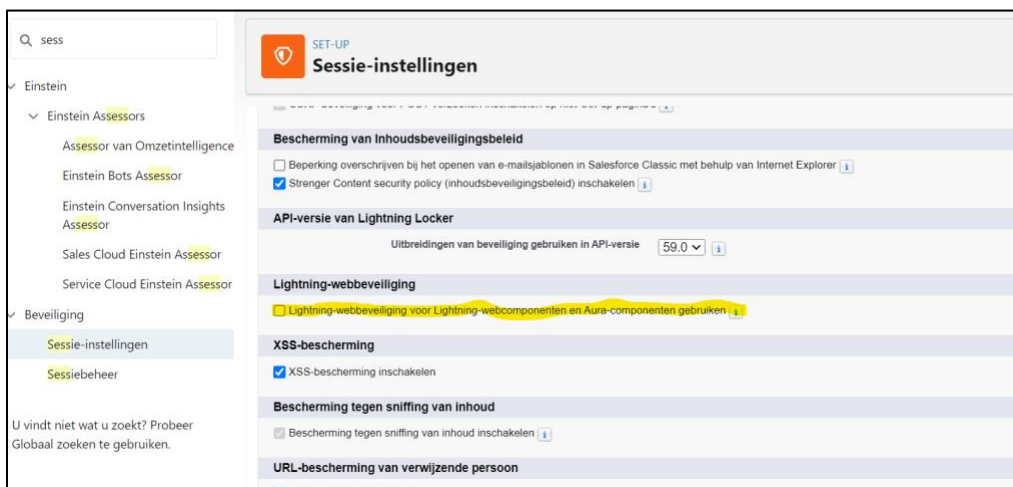 sess
Einstein
Einstein Assessors
Assessor van Omzetintelligence
Einstein Bots Assessor
Einstein Conversation Insights
Assessor
Sales Cloud Einstein Assessor
Service Cloud Einstein Assessor
Beveiliging
Sessie-instellingen
Sessiebeheer
U vindt niet wat u zoekt? Probeer
Globaal zoeken te gebruiken.
SET-UP
Sessie-instellingen
Bescherming van Inhoudsbeveiligingsbeleid
Beperking overschrijven bij het openen van e-mailsjablonen in Salesforce Classic met behulp van Internet Explorer i
Strenger Content security policy (inhoudsbeveiligingsbeleid) inschakelen i
API-versie van Lightning Locker
Uitbreidingen van beveiliging gebruiken in API-versie 59.0 i
Lightning-webbeveiliging
Lightning-webbeveiliging voor Lightning-webcomponenten en Aura-componenten gebruiken i
XSS-bescherming
XSS-bescherming inschakelen
Bescherming tegen sniffing van inhoud
Bescherming tegen sniffing van inhoud inschakelen i
URL-bescherming van verwijzende persoon